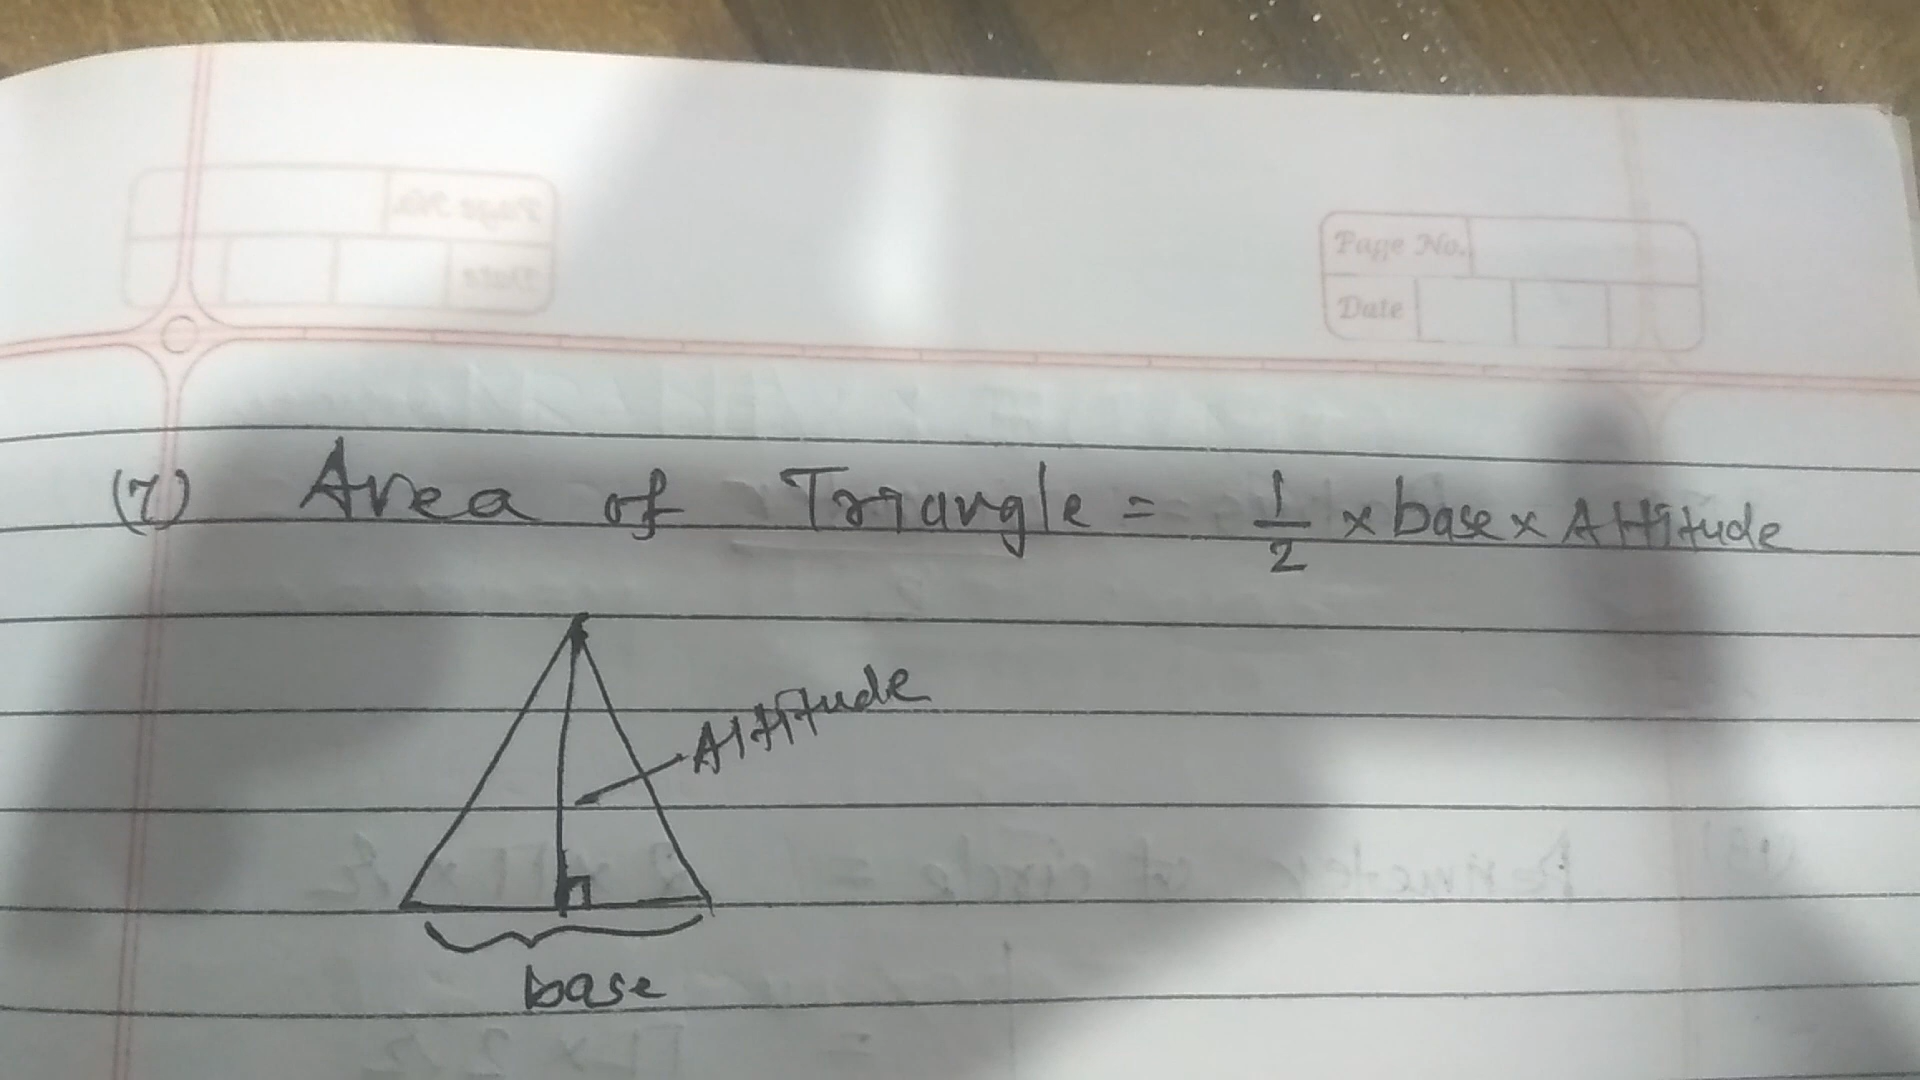 Page No.
Date
(7) Area of Triangle = 1/2 × base × Altitude
Altitude
base